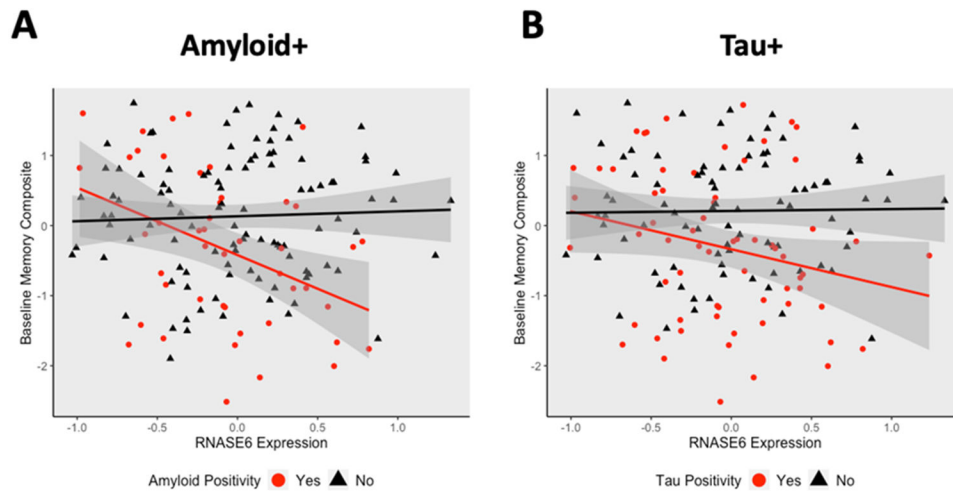 A
Amyloid+
Baseline Memory Composite
1
0
-1
-2
-1.0 -0.5 0.0 0.5 1.0
RNASE6 Expression
Amyloid Positivity Yes No
B
Tau+
Baseline Memory Composite
1
0
-1
-2
-1.0 -0.5 0.0 0.5 1.0
RNASE6 Expression
Tau Positivity Yes No